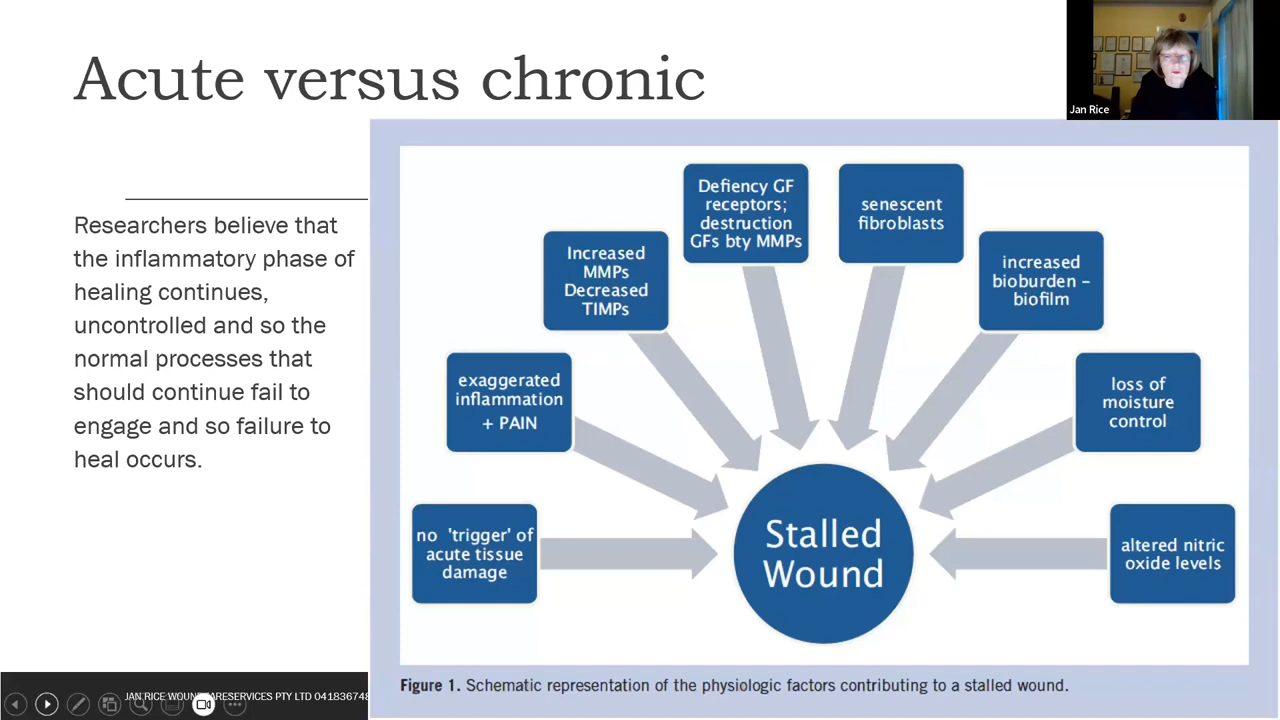 Acute versus chronic
Jan Rice
Researchers believe that
the inflammatory phase of
healing continues,
uncontrolled and so the
normal processes that
should continue fail to
engage and so failure to
heal occurs.
no 'trigger' of
acute tissue
damage
exaggerated
inflammation
+ PAIN
Increased
MMPs
Decreased
TIMPs
Defiency GF
receptors;
destruction
GFs bty MMPs
senescent
fibroblasts
increased
bioburden –
biofilm
loss of
moisture
control
altered nitric
oxide levels
Stalled
Wound
Figure 1. Schematic representation of the physiologic factors contributing to a stalled wound.
JAN RICE PTY LTD